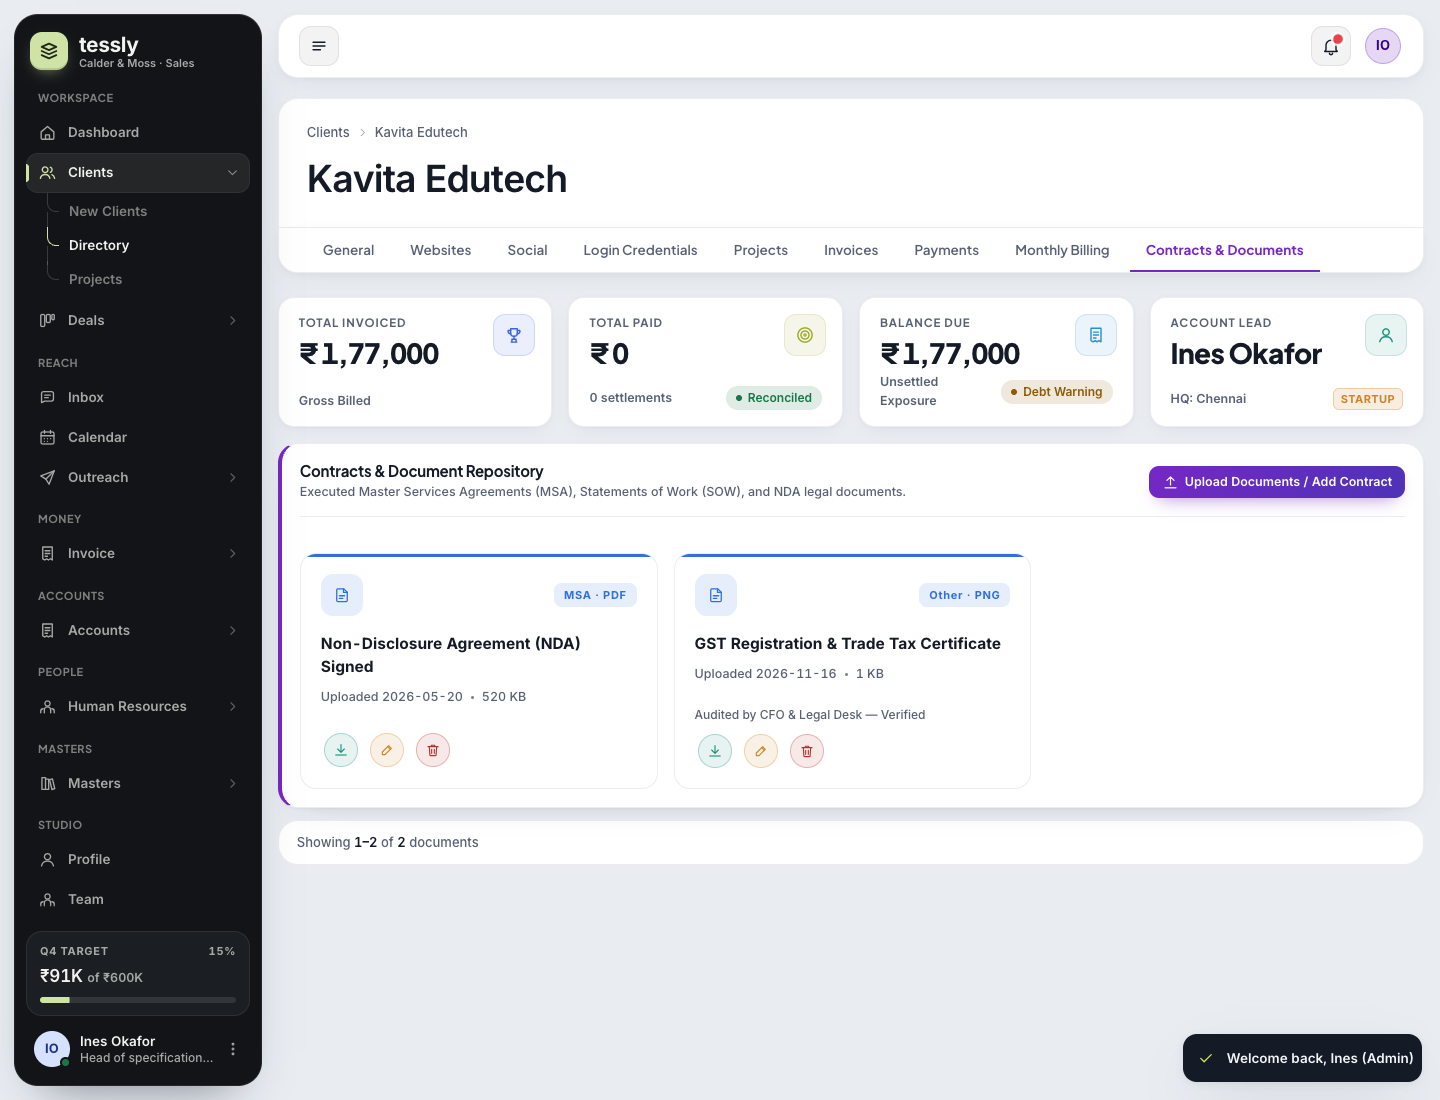 tessly
Calder & Moss · Sales
WORKSPACE
Dashboard
Clients
New Clients
Directory
Projects
Deals
REACH
Inbox
Calendar
Outreach
MONEY
Invoice
ACCOUNTS
Accounts
PEOPLE
Human Resources
MASTERS
Masters
STUDIO
Profile
Team
Q4 TARGET 15%
₹91K of ₹600K
IO
Ines Okafor
Head of specification...
IO
Clients > Kavita Edutech
Kavita Edutech
General Websites Social Login Credentials Projects Invoices Payments Monthly Billing Contracts & Documents
TOTAL INVOICED
₹1,77,000
Gross Billed
TOTAL PAID
₹0
0 settlements
Reconciled
BALANCE DUE
₹1,77,000
Unsettled
Exposure
Debt Warning
ACCOUNT LEAD
Ines Okafor
HQ: Chennai
STARTUP
Contracts & Document Repository
Executed Master Services Agreements (MSA), Statements of Work (SOW), and NDA legal documents.
Upload Documents / Add Contract
MSA · PDF
Non-Disclosure Agreement (NDA)
Signed
Uploaded 2026-05-20 • 520 KB
Other · PNG
GST Registration & Trade Tax Certificate
Uploaded 2026-11-16 • 1 KB
Audited by CFO & Legal Desk — Verified
Showing 1–2 of 2 documents
Welcome back, Ines (Admin)